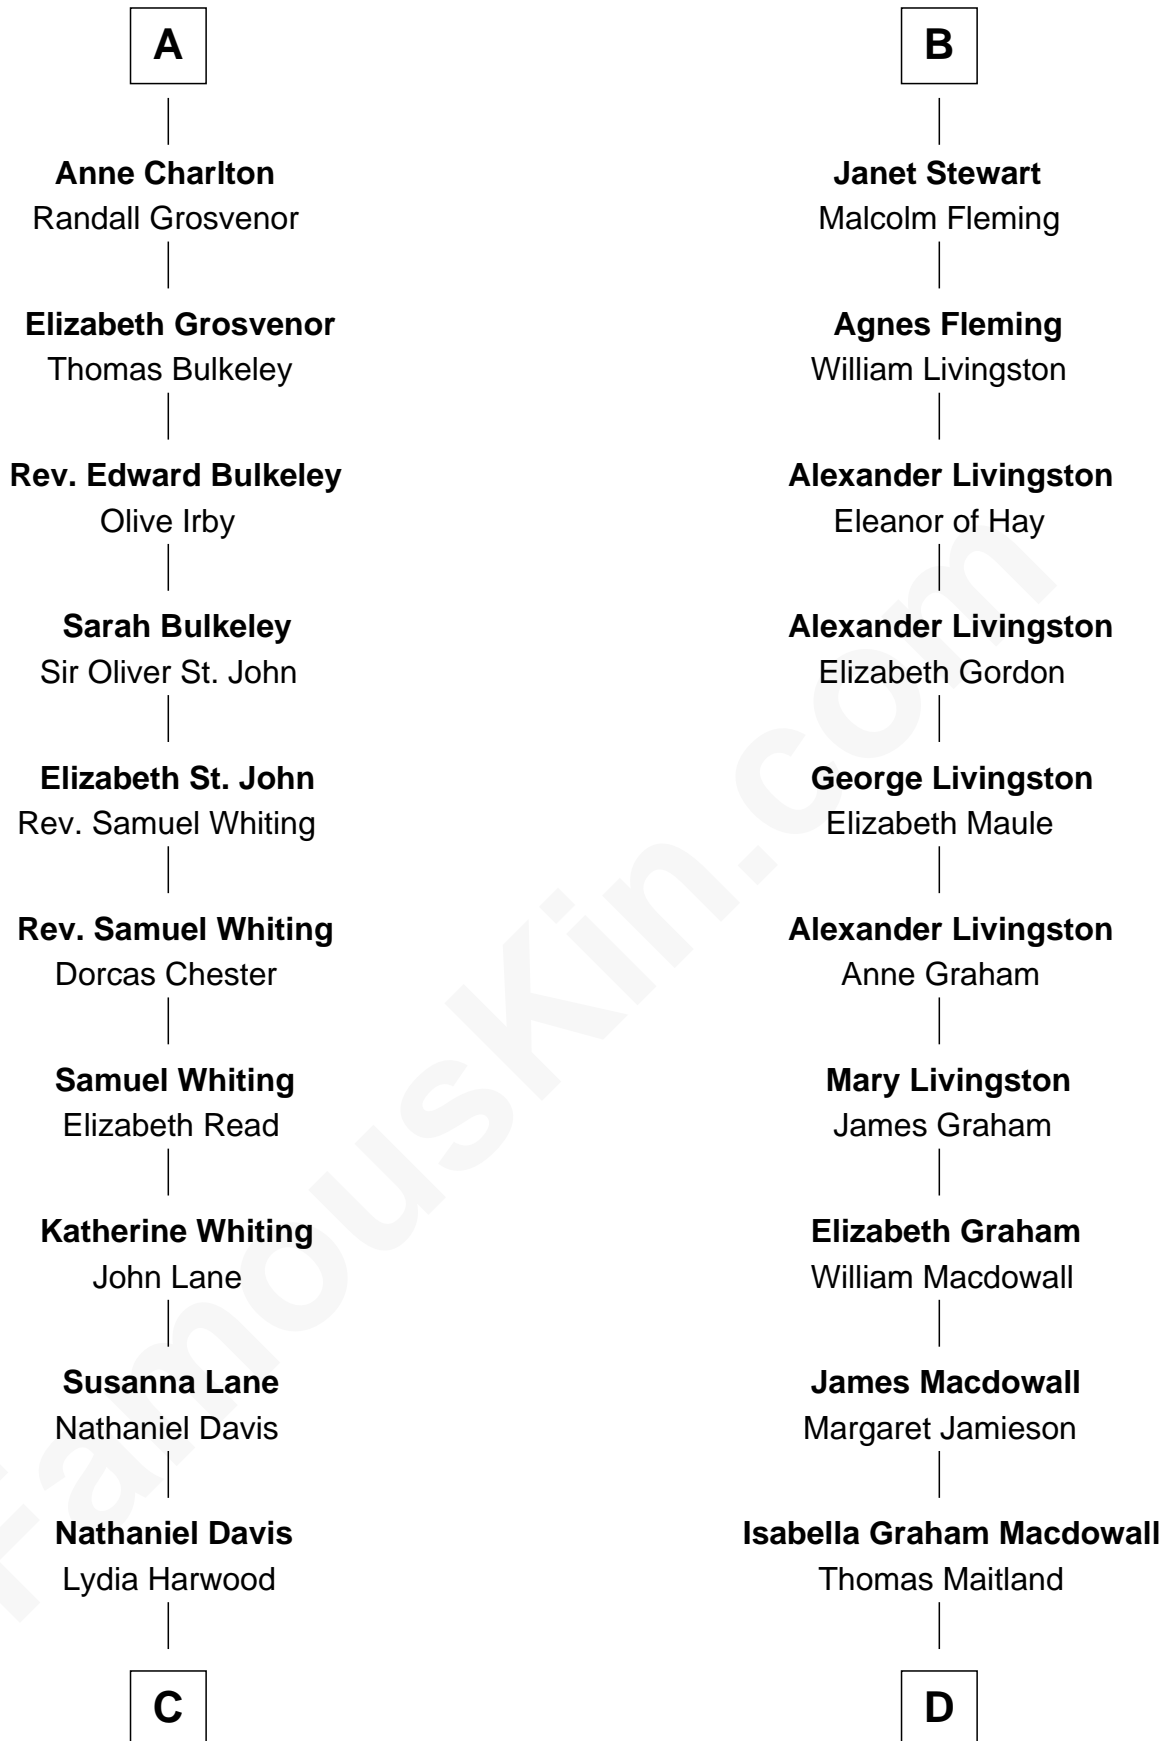 A
Anne Charlton
Randall Grosvenor
Elizabeth Grosvenor
Thomas Bulkeley
Rev. Edward Bulkeley
Olive Irby
Sarah Bulkeley
Sir Oliver St. John
Elizabeth St. John
Rev. Samuel Whiting
Rev. Samuel Whiting
Dorcas Chester
Samuel Whiting
Elizabeth Read
Katherine Whiting
John Lane
Susanna Lane
Nathaniel Davis
Nathaniel Davis
Lydia Harwood
C
B
Janet Stewart
Malcolm Fleming
Agnes Fleming
William Livingston
Alexander Livingston
Eleanor of Hay
Alexander Livingston
Elizabeth Gordon
George Livingston
Elizabeth Maule
Alexander Livingston
Anne Graham
Mary Livingston
James Graham
Elizabeth Graham
William Macdowall
James Macdowall
Margaret Jamieson
Isabella Graham Macdowall
Thomas Maitland
D
FamousKin.com